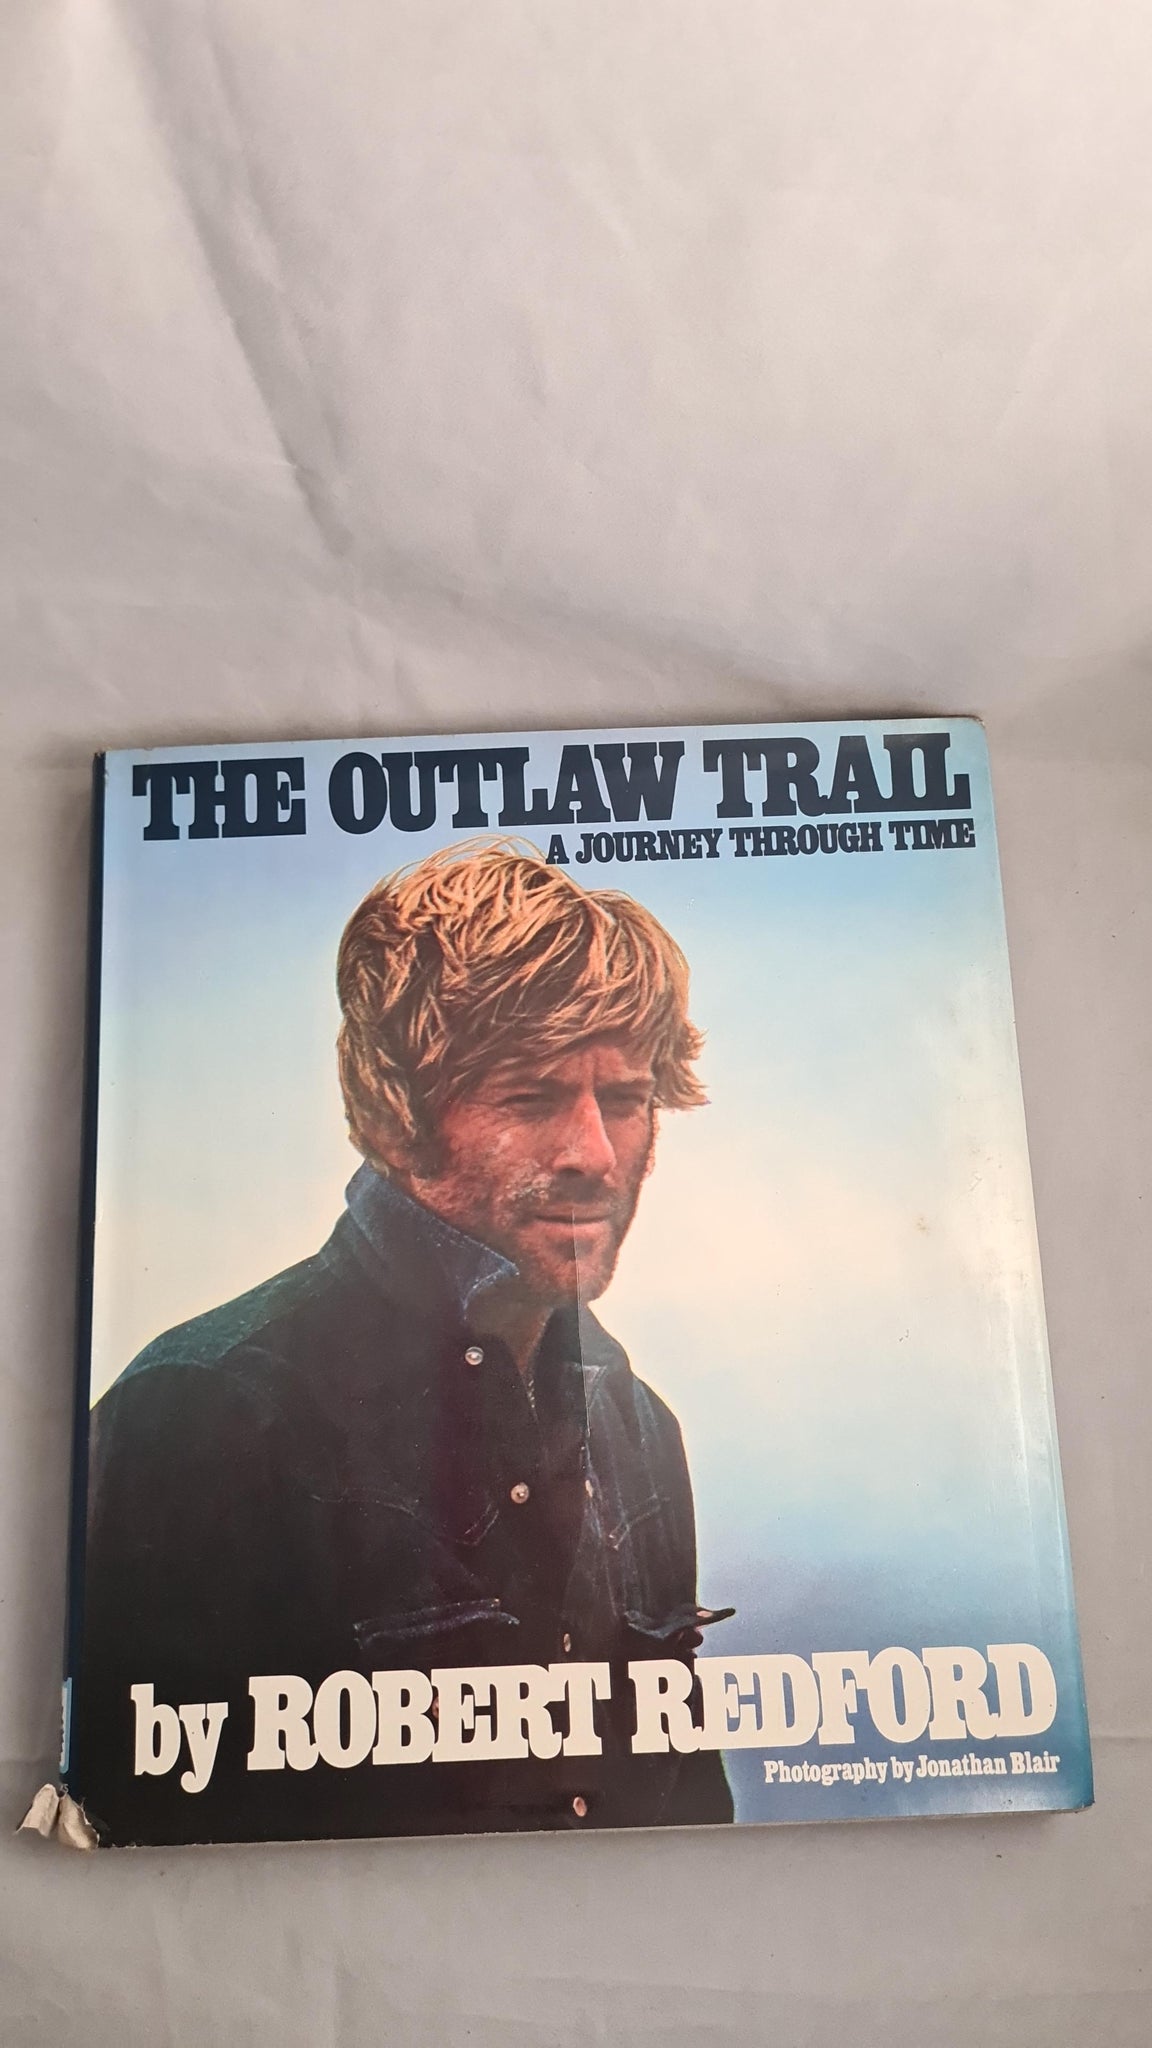 THE OUTLAW TRAIL
A JOURNEY THROUGH TIME
by ROBERT REDFORD
Photography by Jonathan Blair